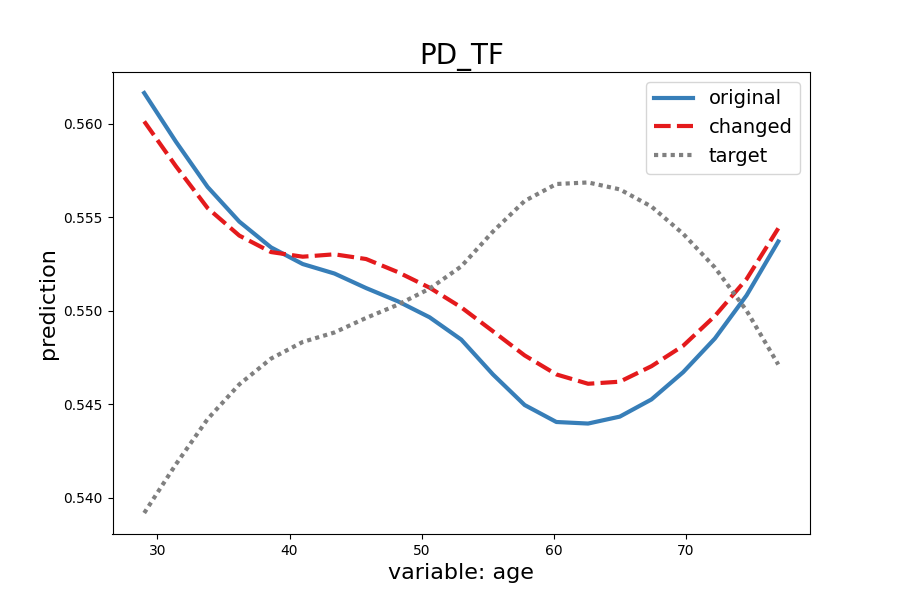 PD_TF
original
changed
target
prediction
0.560
0.555
0.550
0.545
0.540
30 40 50 60 70
variable: age